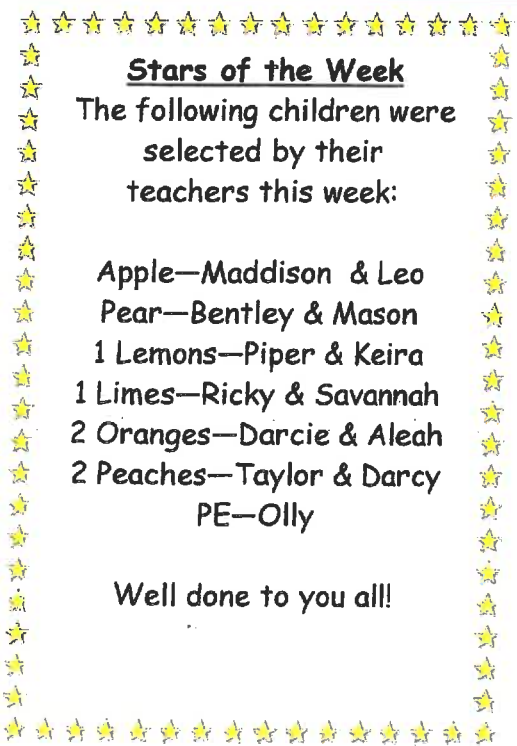 Stars of the Week
The following children were
selected by their
teachers this week:
Apple—Maddison & Leo
Pear—Bentley & Mason
1 Lemons—Piper & Keira
1 Limes—Ricky & Savannah
2 Oranges—Darcie & Aleah
2 Peaches—Taylor & Darcy
PE—Olly
Well done to you all!